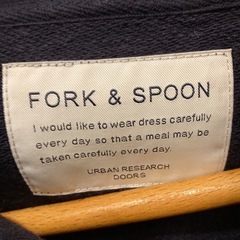 FORK & SPOON
I would like to wear dress carefully
every day so that a meal may be
taken carefully every day.
URBAN RESEARCH
DOORS